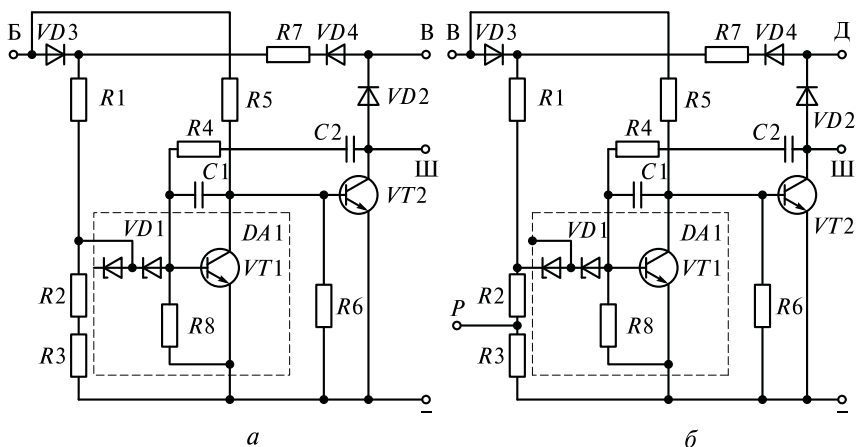 Б VD3 R7 VD4 В
R1 R5 VD2
R4 C2 Ш
C1 VT2
VD1 DA1
VT1
R2 R8 R6
R3
–
а
В VD3 R7 VD4 Д
R1 R5 VD2
R4 C2 Ш
C1 VT2
VD1 DA1
VT1
R2 R8 R6
P
R3
–
б